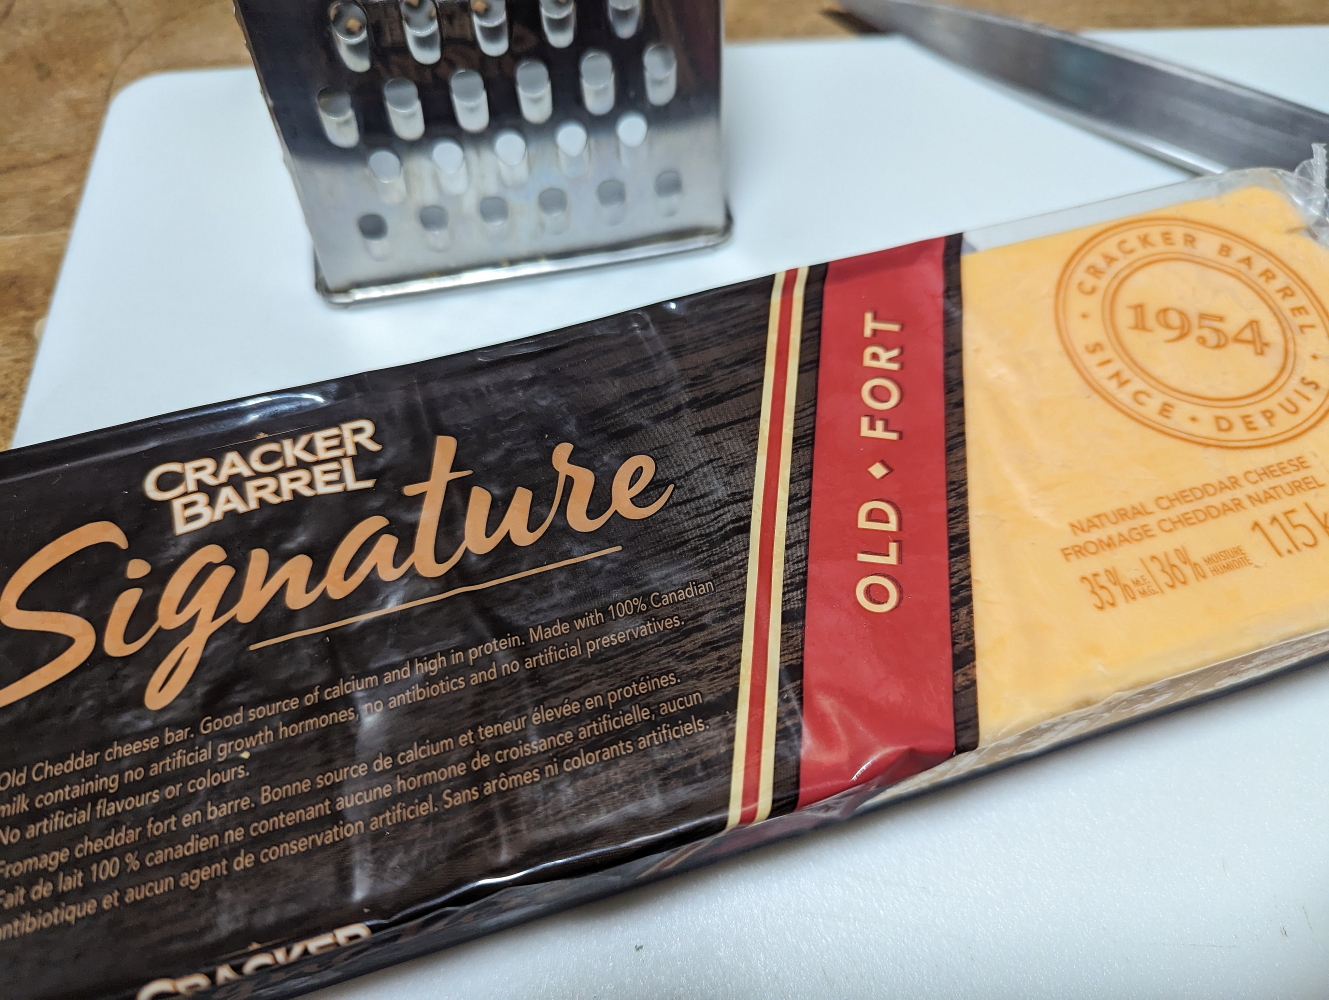 CRACKER
BARREL
Signature
Old Cheddar cheese bar. Good source of calcium and high in protein. Made with 100% Canadian
milk containing no artificial growth hormones, no antibiotics and no artificial preservatives.
No artificial flavours or colours.
Fromage cheddar fort en barre. Bonne source de calcium et teneur élevée en protéines.
Fait de lait 100 % canadien ne contenant aucune hormone de croissance artificielle, aucun
antibiotique et aucun agent de conservation artificiel. Sans arômes ni colorants artificiels.
CRACKER
OLD ◆ FORT
CRACKER BARREL
• SINCE • DEPUIS •
1954
NATURAL CHEDDAR CHEESE
FROMAGE CHEDDAR NATUREL
35% M.F. M.G. | 36% MOISTURE HUMIDITÉ 1.15 k